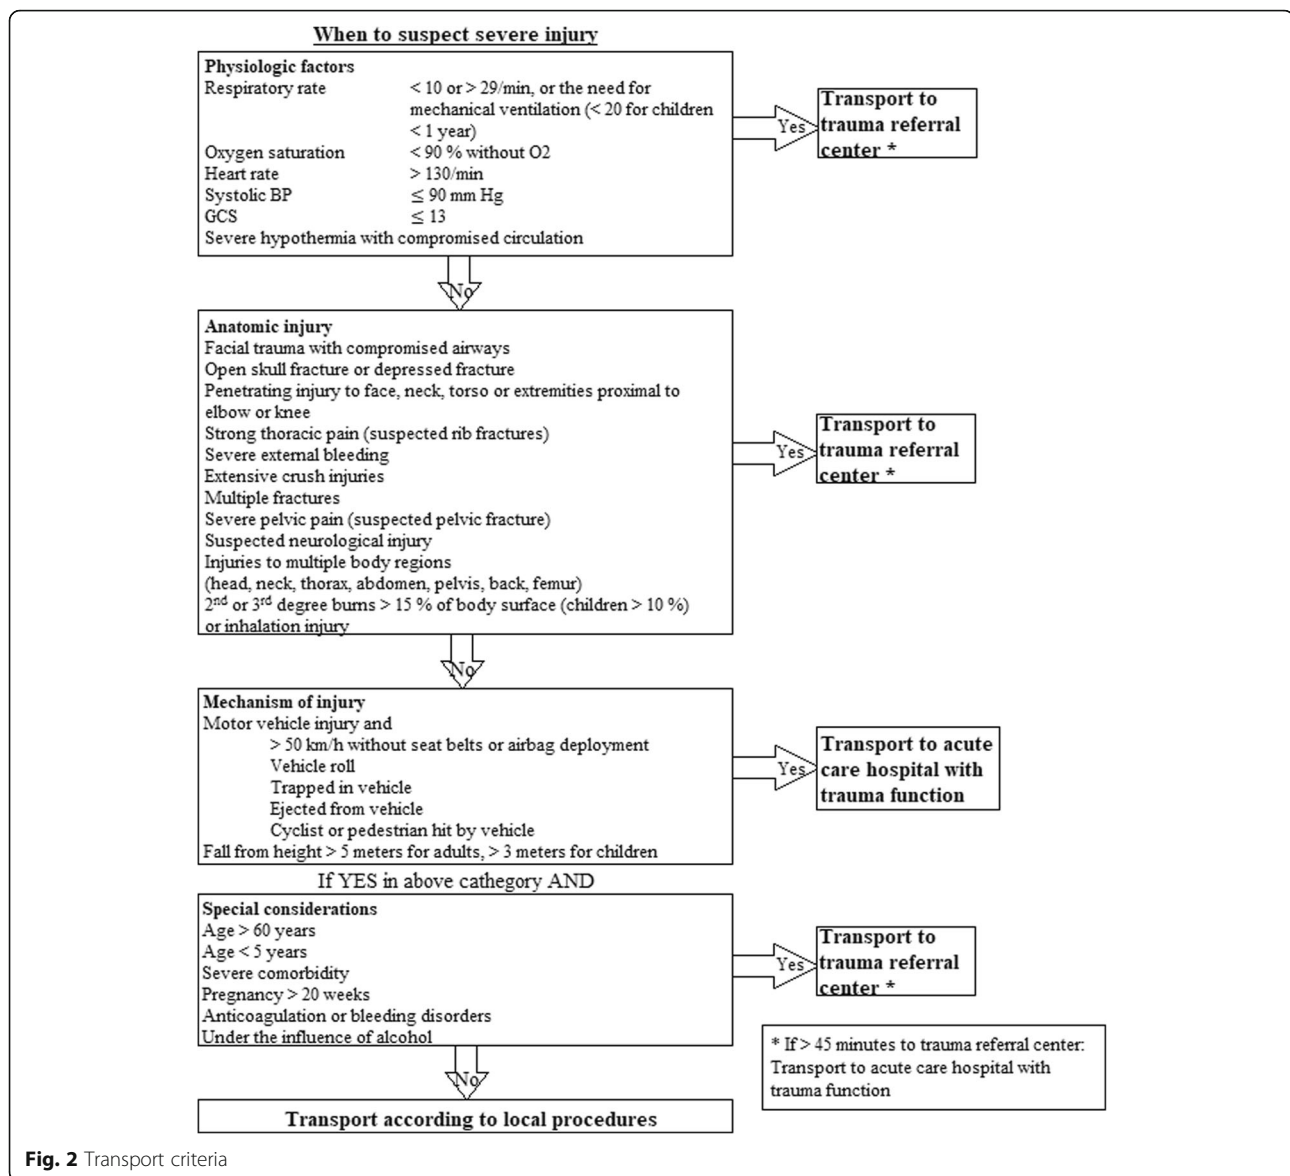 When to suspect severe injury
Physiologic factors
Respiratory rate < 10 or > 29/min, or the need for
mechanical ventilation (< 20 for children
< 1 year)
Oxygen saturation < 90 % without O2
Heart rate > 130/min
Systolic BP ≤ 90 mm Hg
GCS ≤ 13
Severe hypothermia with compromised circulation
Yes
Transport to
trauma referral
center *
No
Anatomic injury
Facial trauma with compromised airways
Open skull fracture or depressed fracture
Penetrating injury to face, neck, torso or extremities proximal to
elbow or knee
Strong thoracic pain (suspected rib fractures)
Severe external bleeding
Extensive crush injuries
Multiple fractures
Severe pelvic pain (suspected pelvic fracture)
Suspected neurological injury
Injuries to multiple body regions
(head, neck, thorax, abdomen, pelvis, back, femur)
2nd or 3rd degree burns > 15 % of body surface (children > 10 %)
or inhalation injury
Yes
Transport to
trauma referral
center *
No
Mechanism of injury
Motor vehicle injury and
> 50 km/h without seat belts or airbag deployment
Vehicle roll
Trapped in vehicle
Ejected from vehicle
Cyclist or pedestrian hit by vehicle
Fall from height > 5 meters for adults, > 3 meters for children
Yes
Transport to acute
care hospital with
trauma function
If YES in above cathegory AND
Special considerations
Age > 60 years
Age < 5 years
Severe comorbidity
Pregnancy > 20 weeks
Anticoagulation or bleeding disorders
Under the influence of alcohol
Yes
Transport to
trauma referral
center *
No
* If > 45 minutes to trauma referral center:
Transport to acute care hospital with
trauma function
Transport according to local procedures
Fig. 2 Transport criteria